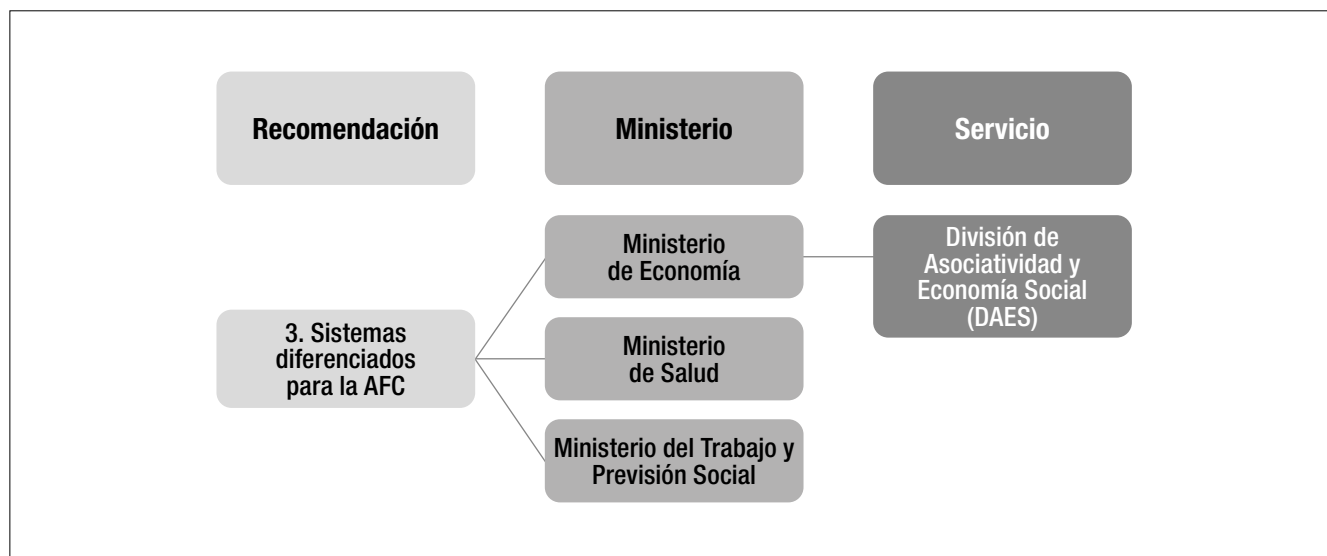 Recomendación
Ministerio
Servicio
3. Sistemas
diferenciados
para la AFC
Ministerio
de Economía
Ministerio
de Salud
Ministerio del Trabajo y
Previsión Social
División de
Asociatividad y
Economía Social
(DAES)